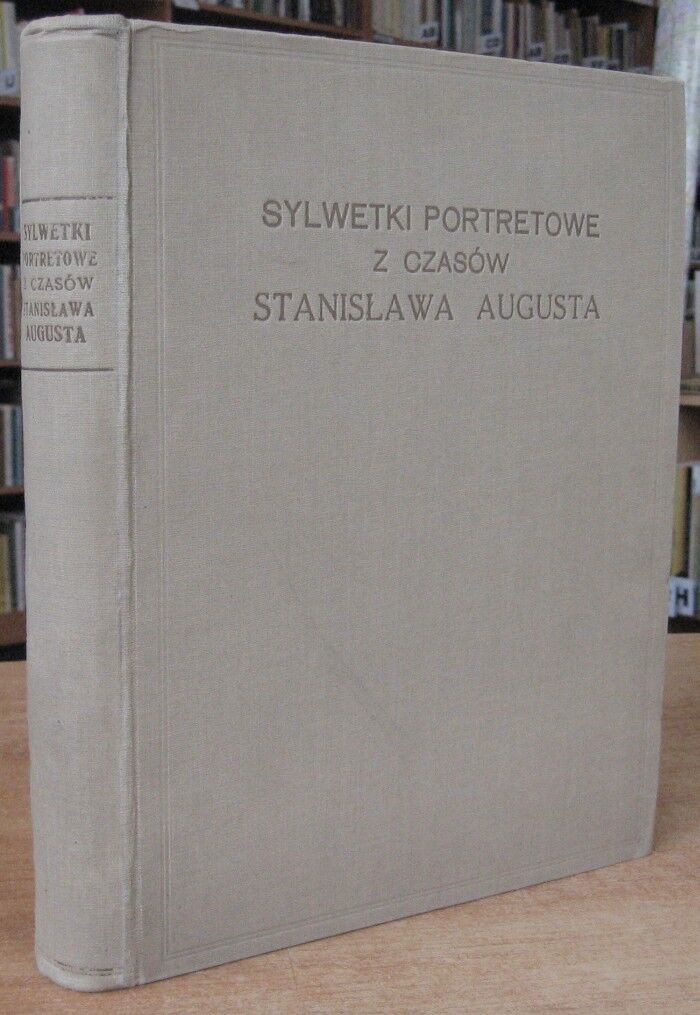 SYLWETKI PORTRETOWE
Z CZASÓW
STANISŁAWA AUGUSTA
SYLWETKI
PORTRETOWE
Z CZASÓW
STANISŁAWA
AUGUSTA
H